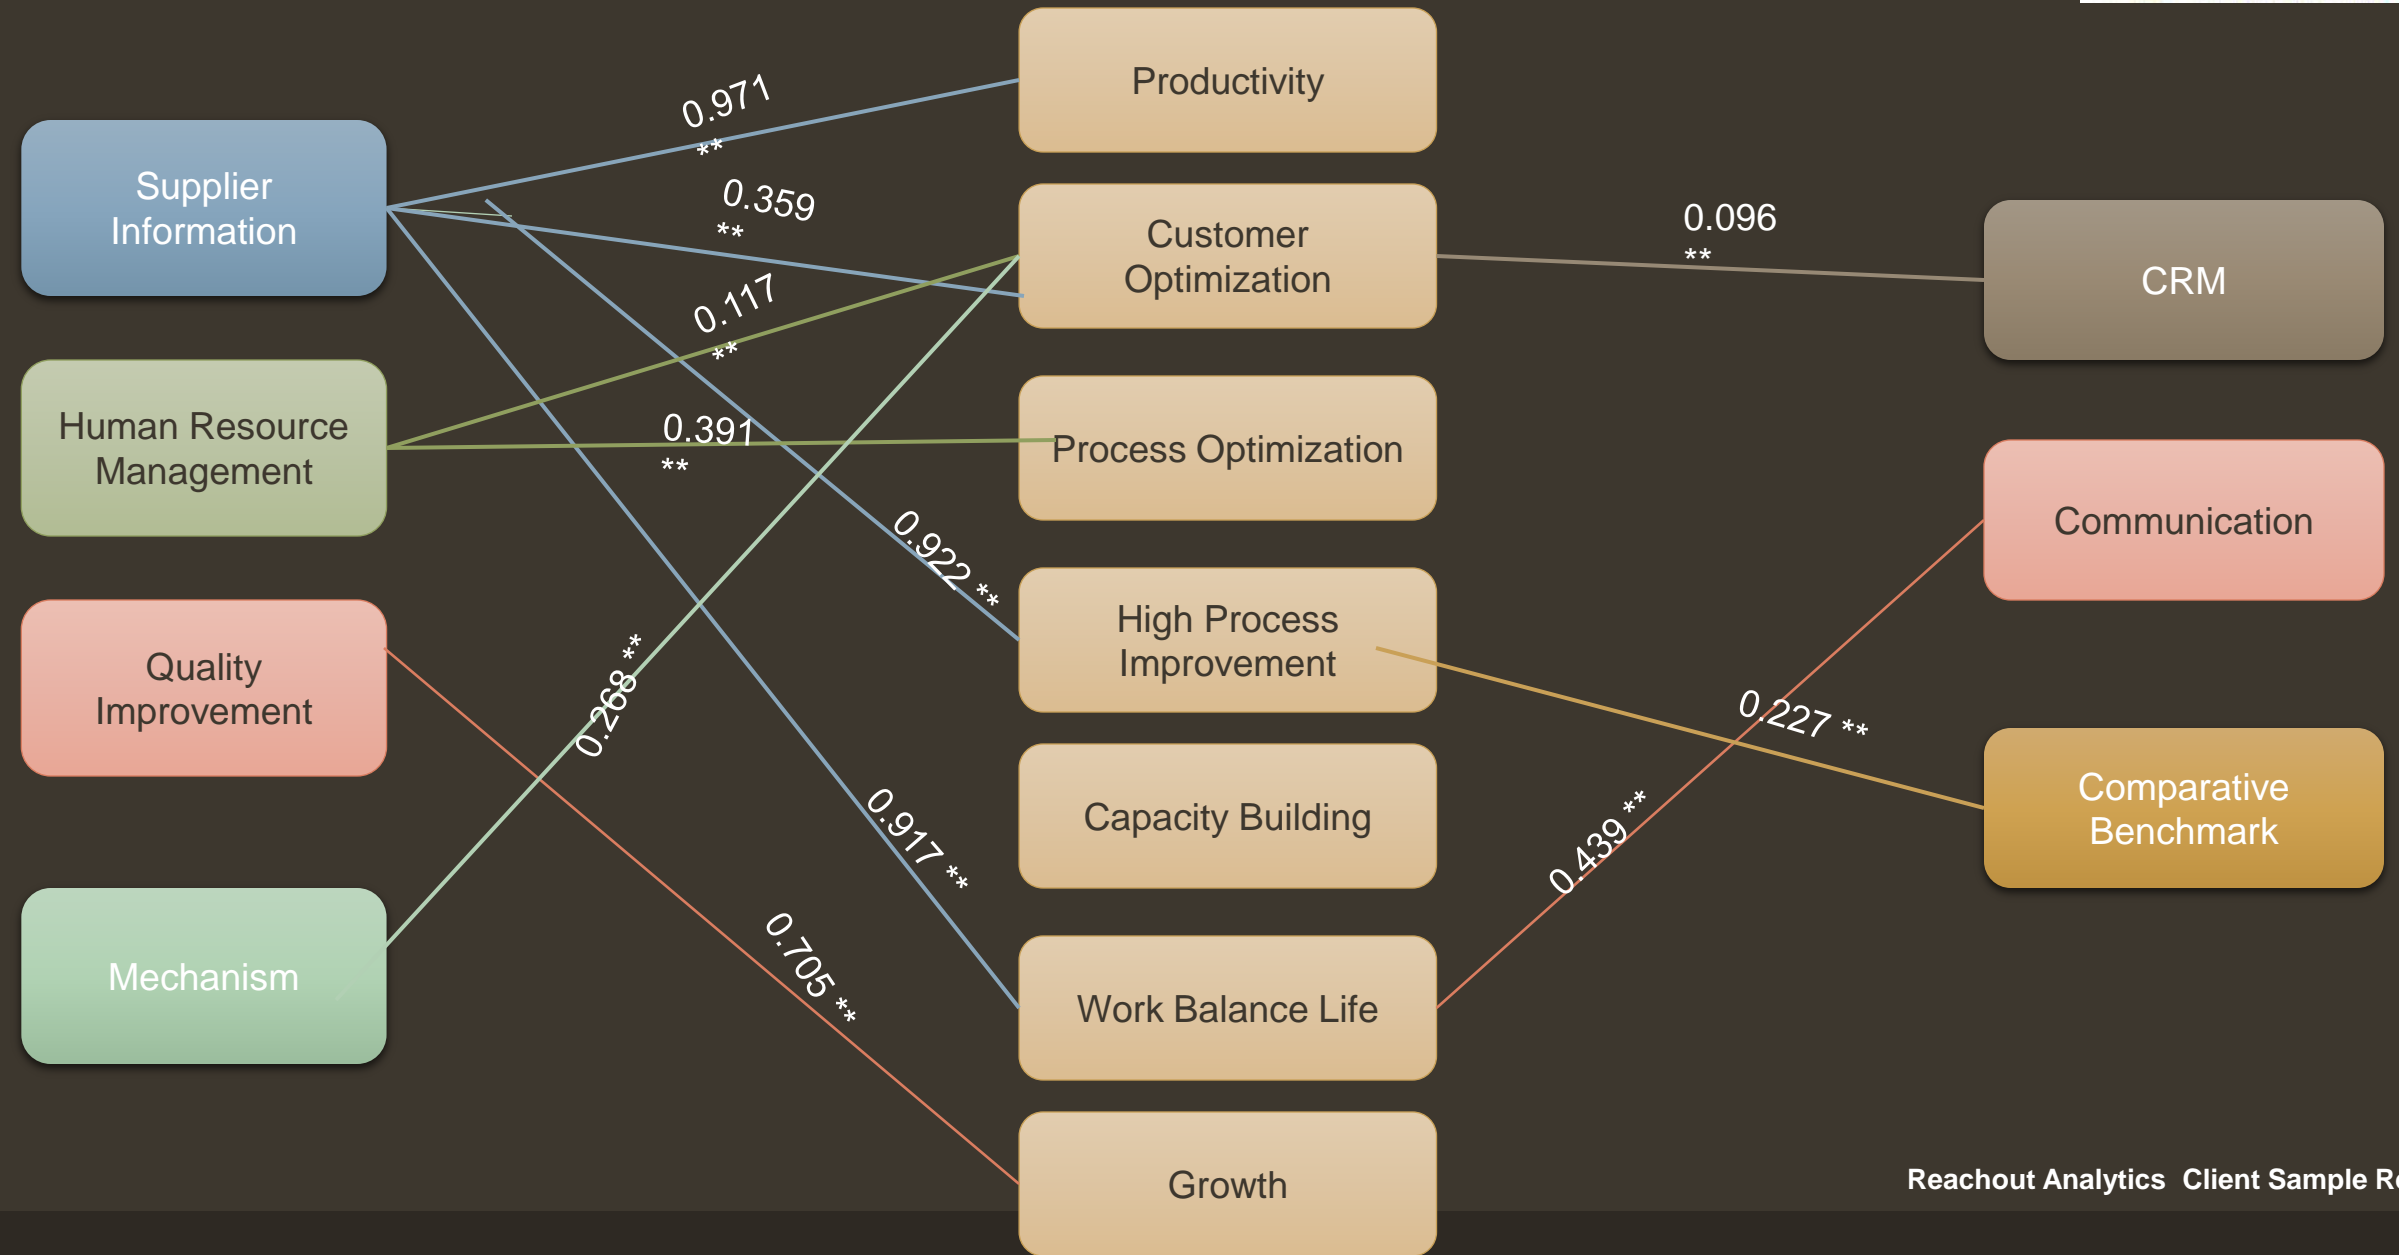 Productivity
0.971
**
Supplier
Information
0.359
**
Customer
Optimization
0.096
**
CRM
0.117
**
Human Resource
Management
0.391
**
Process Optimization
Communication
0.922 **
High Process
Improvement
Quality
Improvement
0.268 **
0.227 **
Comparative
Benchmark
Capacity Building
0.917 **
0.439 **
Mechanism
0.705 **
Work Balance Life
Growth
Reachout Analytics Client Sample